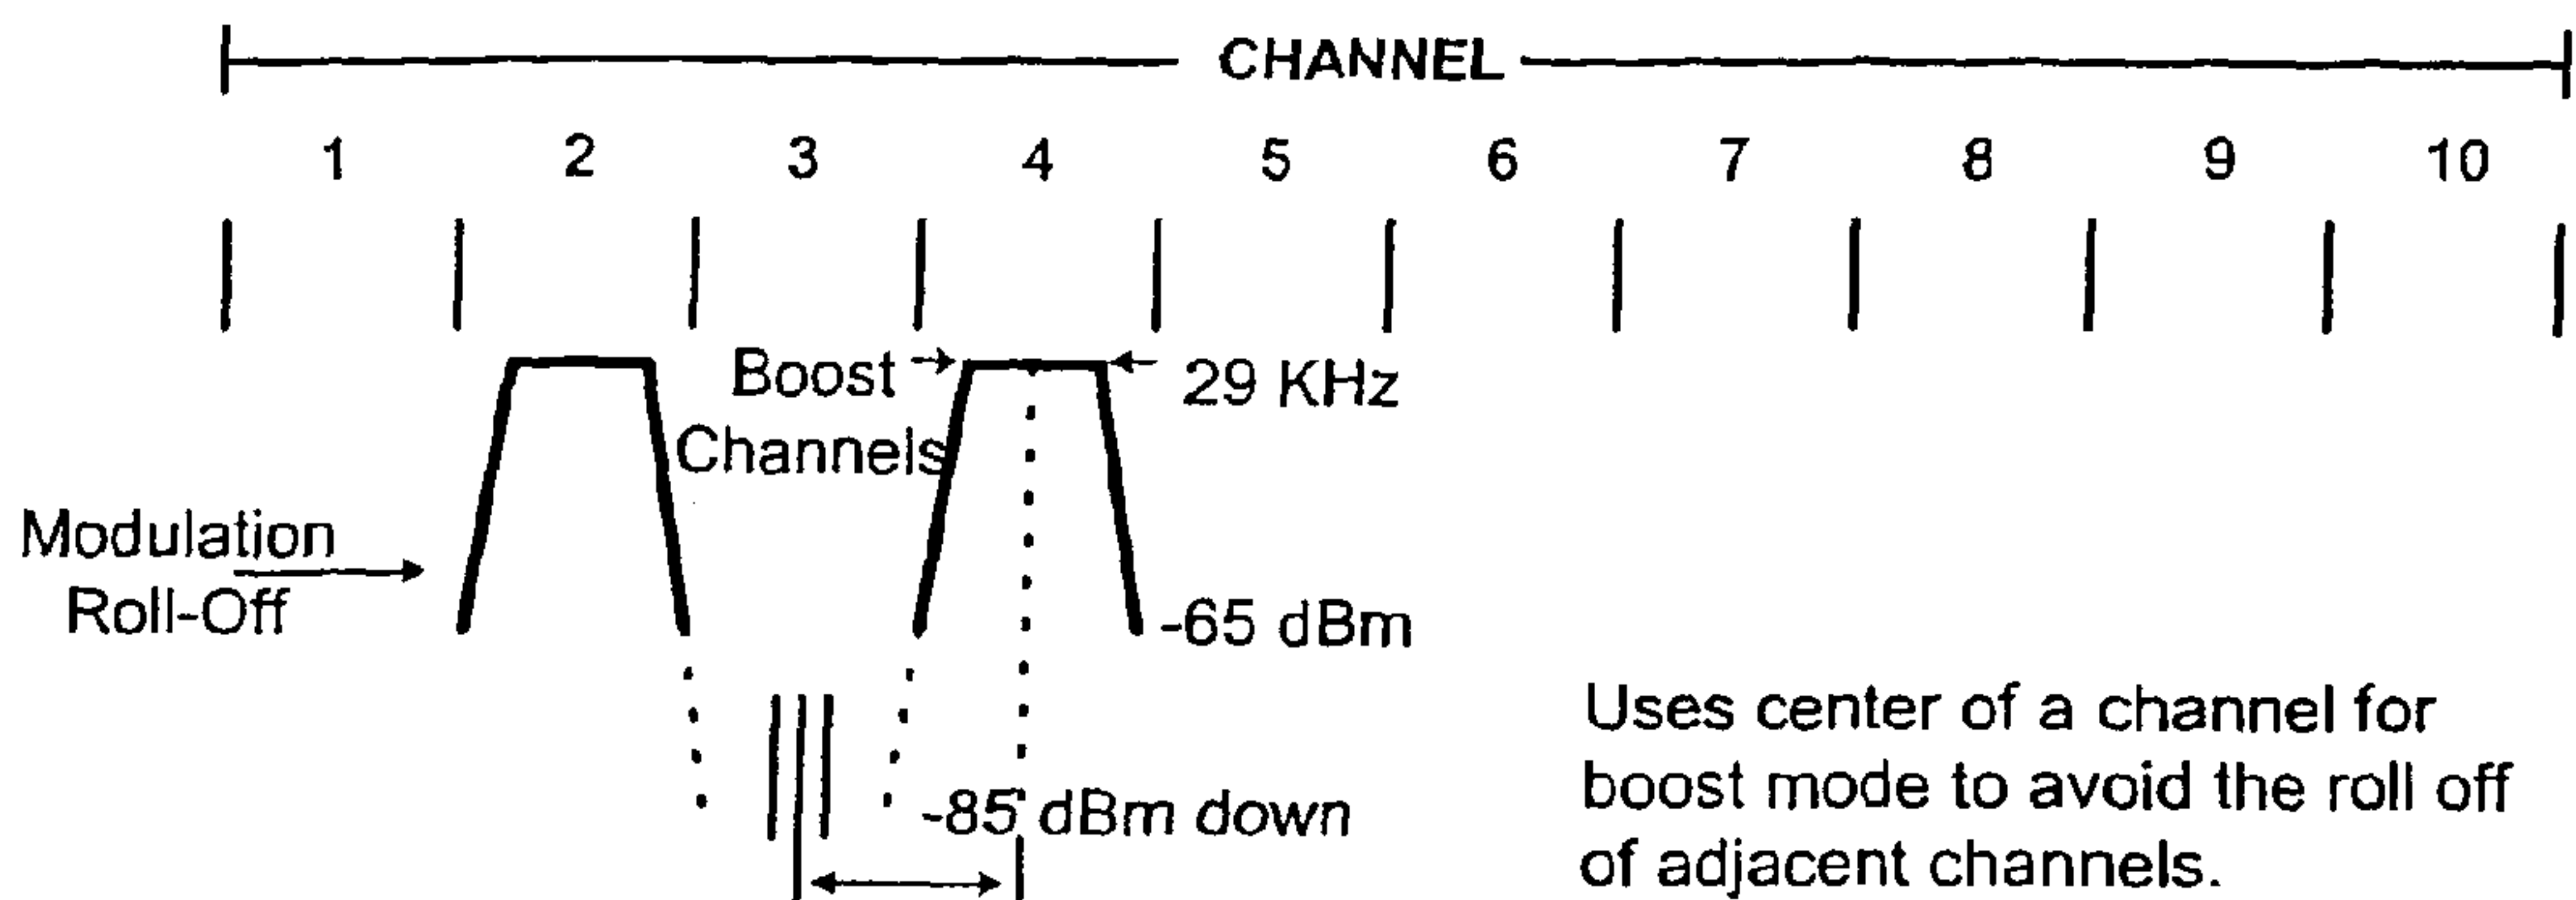 CHANNEL
1 2 3 4 5 6 7 8 9 10
Boost
Channels
29 KHz
Modulation
Roll-Off
-65 dBm
-85 dBm down
Uses center of a channel for
boost mode to avoid the roll off
of adjacent channels.